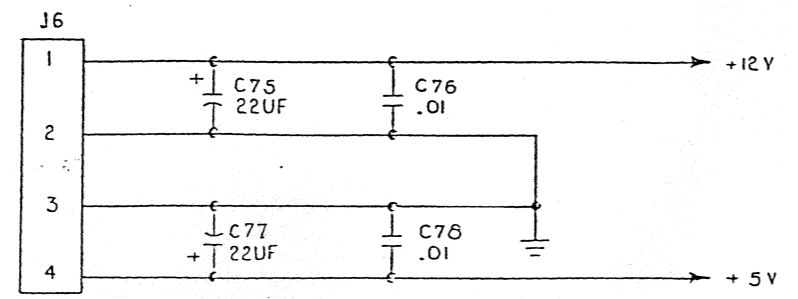 J6
1
+12V
+ C75
22UF
C76
.01
2
3
C77
+ 22UF
C78
.01
4
+ 5V